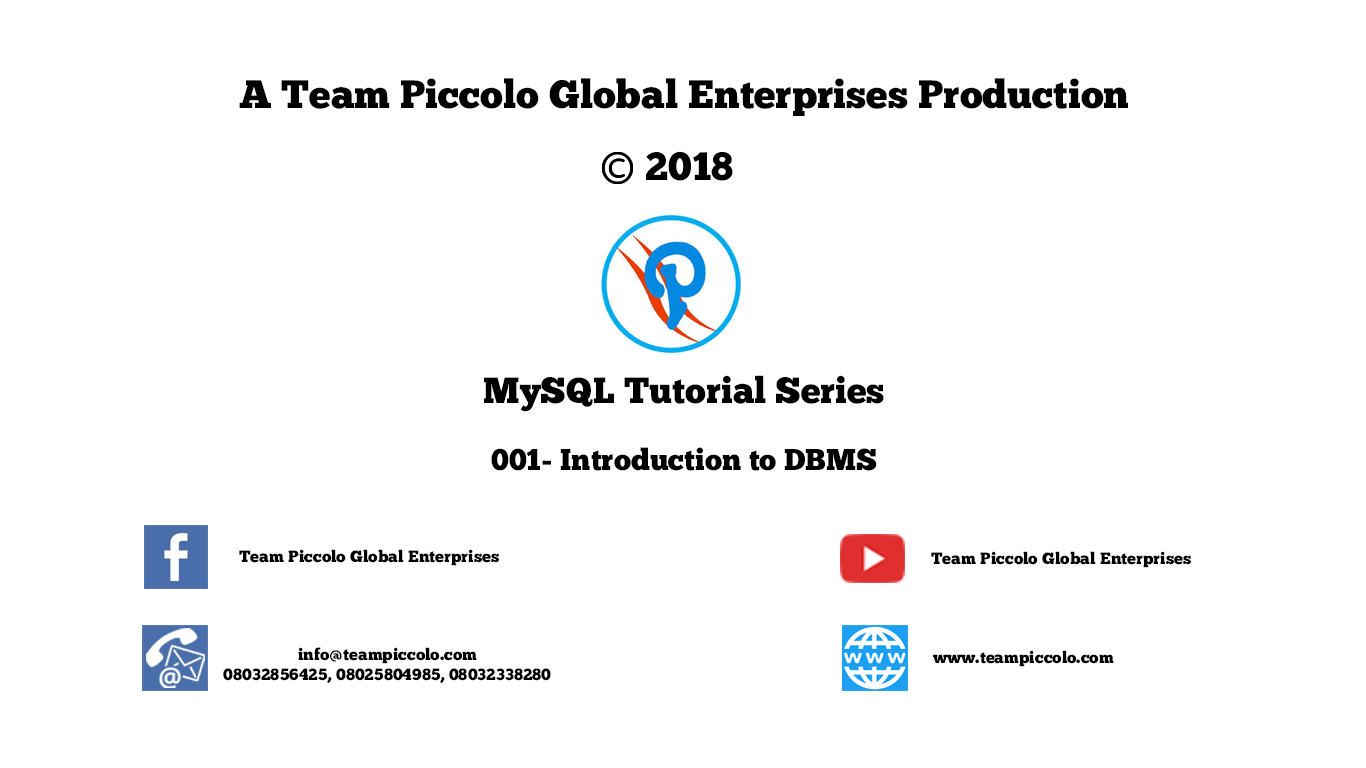 A Team Piccolo Global Enterprises Production
© 2018
P
MySQL Tutorial Series
001- Introduction to DBMS
f
Team Piccolo Global Enterprises
Team Piccolo Global Enterprises
@
info@teampiccolo.com
08032856425, 08025804985, 08032338280
www
www.teampiccolo.com